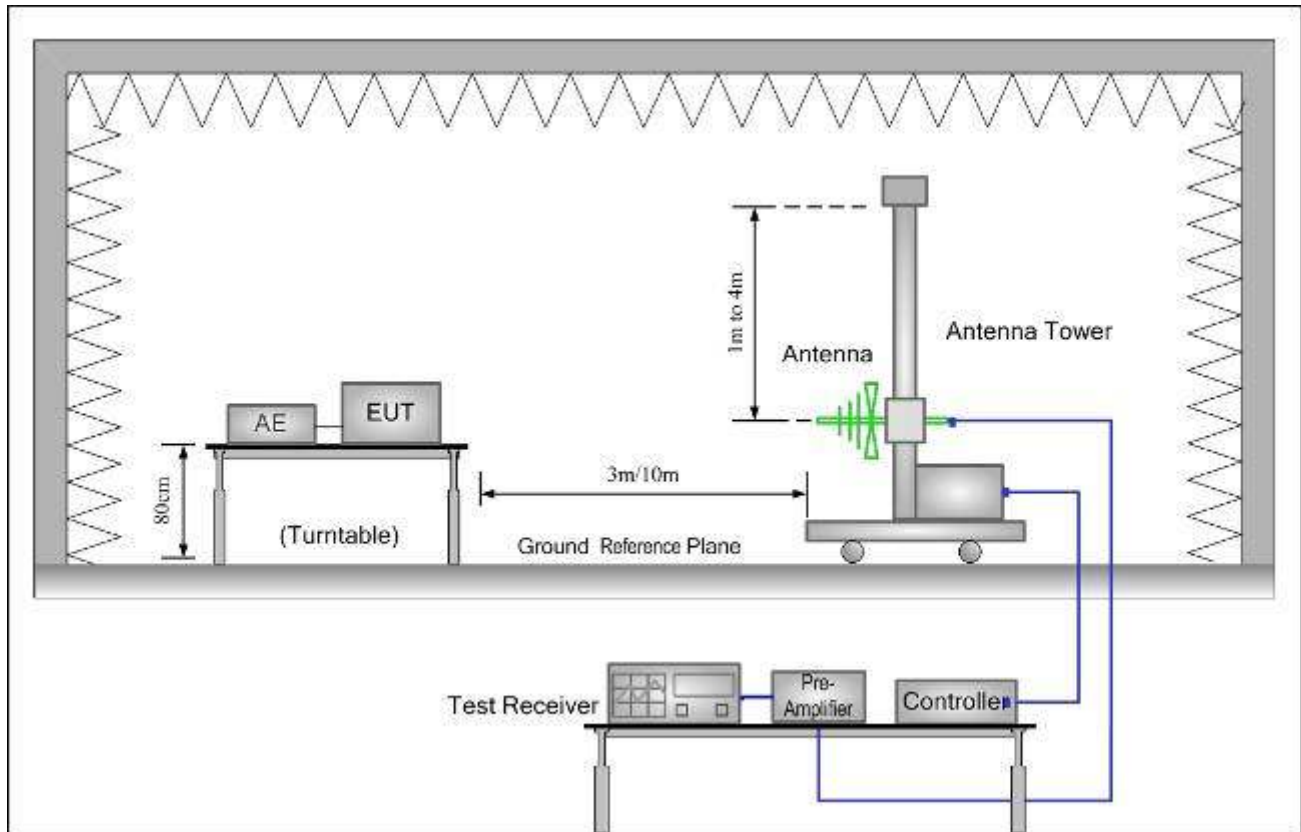 1m to 4m
Antenna Tower
Antenna
AE
EUT
80cm
3m/10m
(Turntable)
Ground Reference Plane
Test Receiver
Pre-
Amplifier
Controller